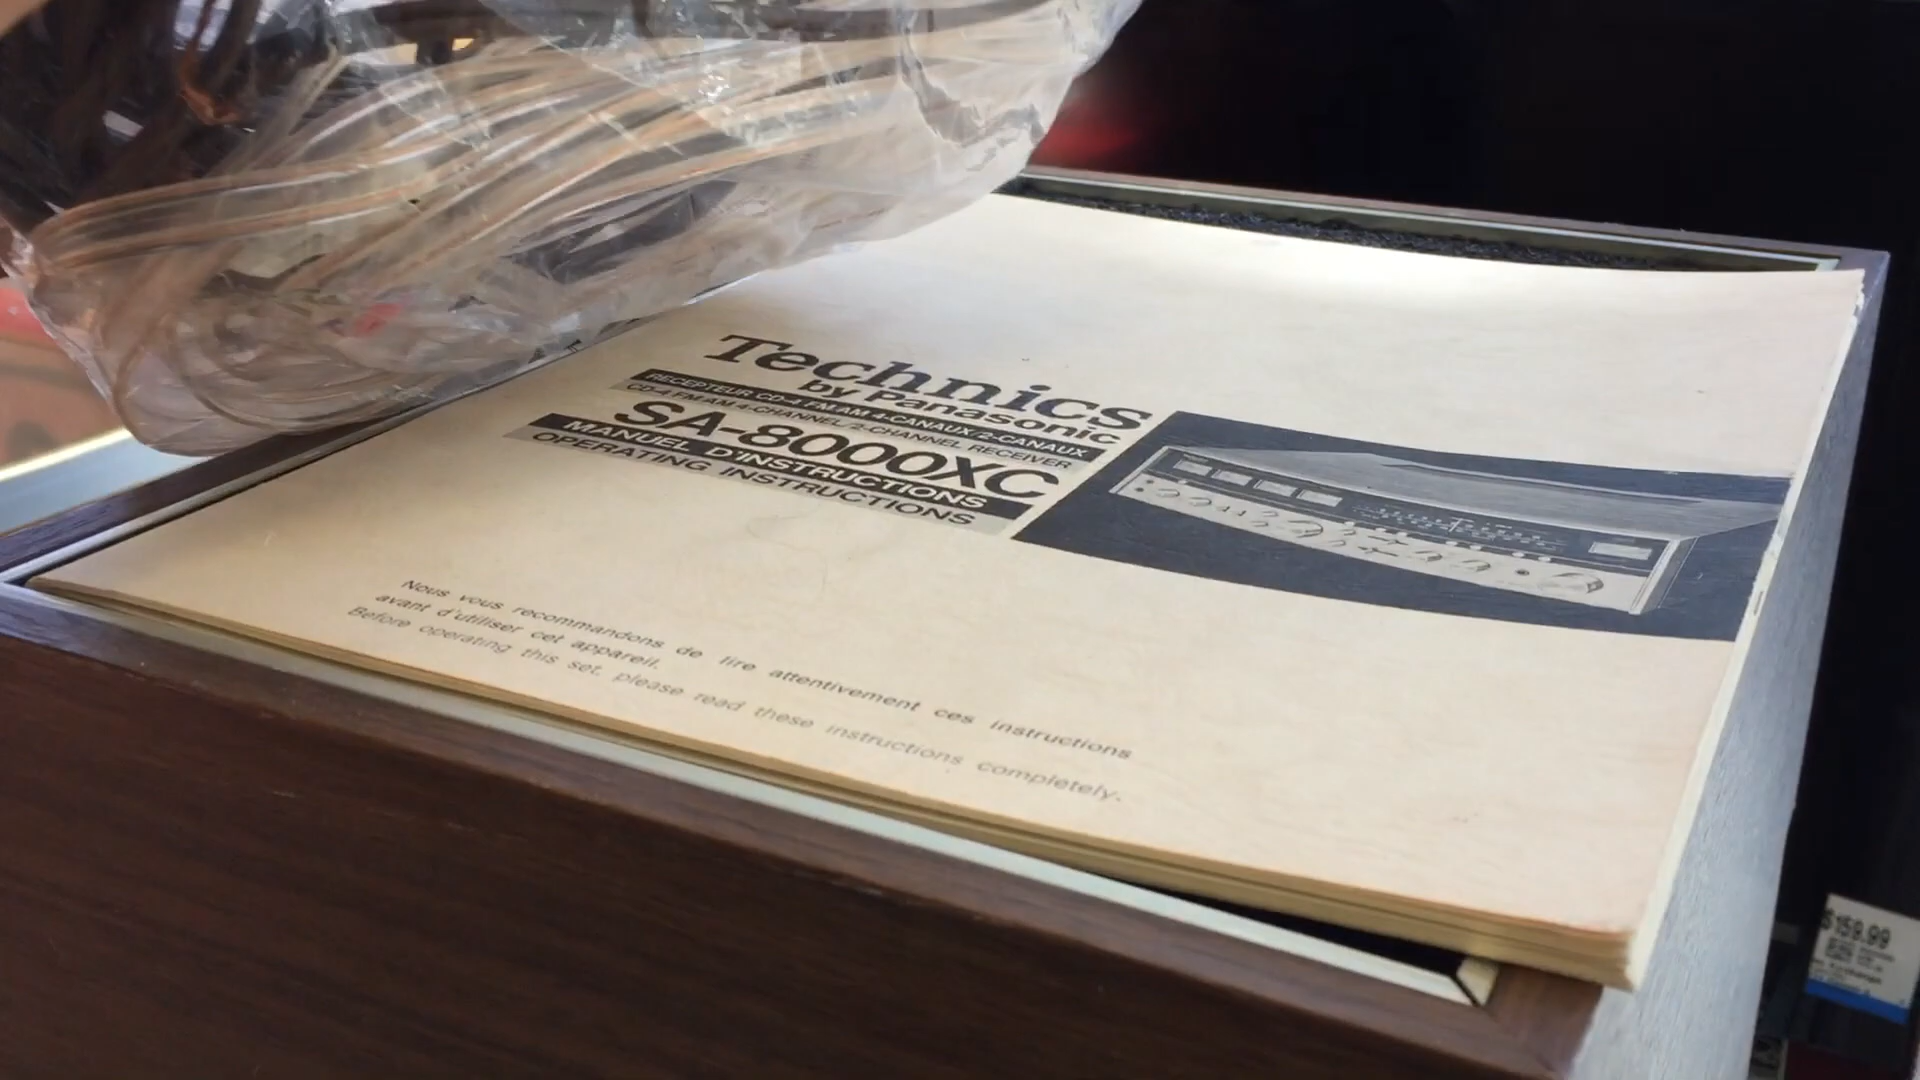 Technics
by Panasonic
RECEPTEUR CD-4 FM-AM 4-CANAUX/2-CANAUX
CD-4 FM-AM 4-CHANNEL/2-CHANNEL RECEIVER
SA-8000XC
MANUEL D'INSTRUCTIONS
OPERATING INSTRUCTIONS
Nous vous recommandons de lire attentivement ces instructions
avant d'utiliser cet appareil.
Before operating this set, please read these instructions completely.
$159.99